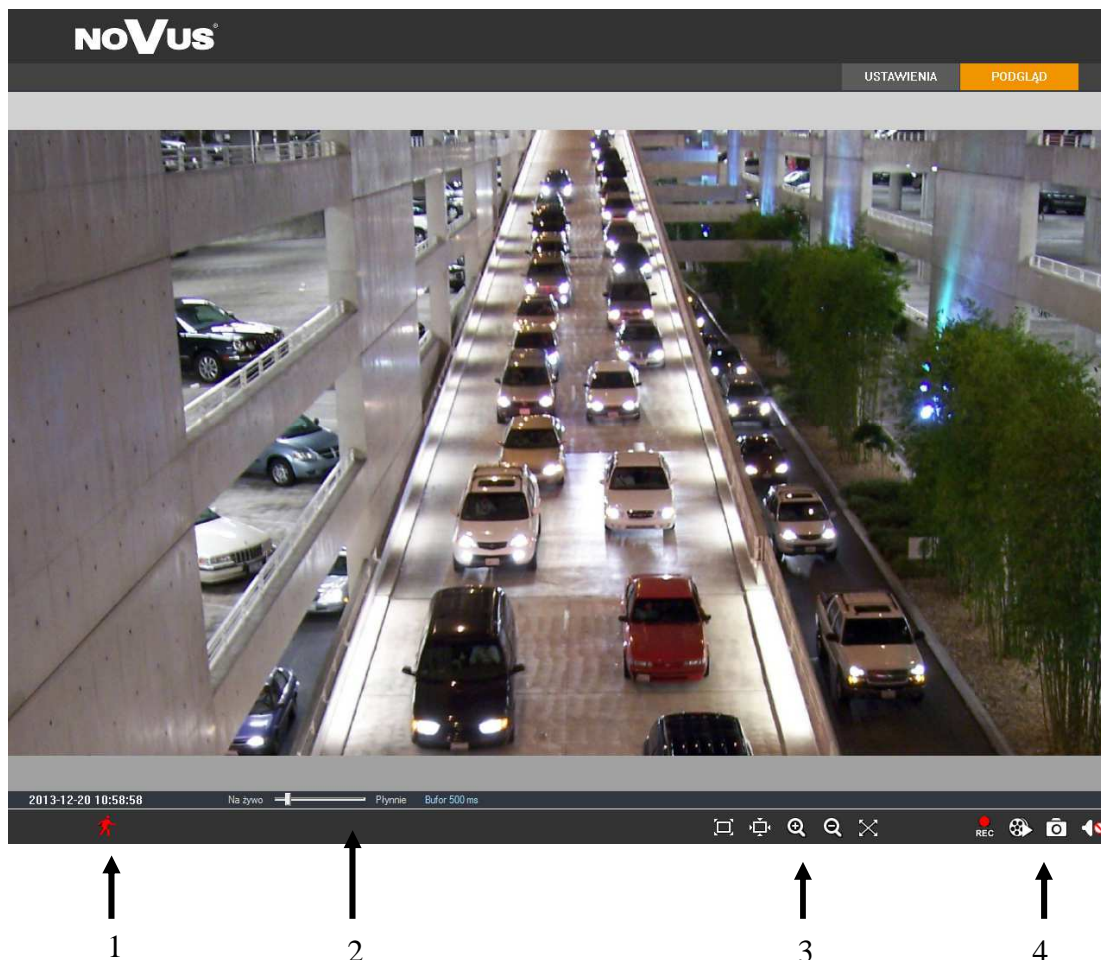 NOVUS®
USTAWIENIA PODGLĄD
2013-12-20 10:58:58 Na żywo Płynnie Bufor 500 ms
REC
1 2 3 4